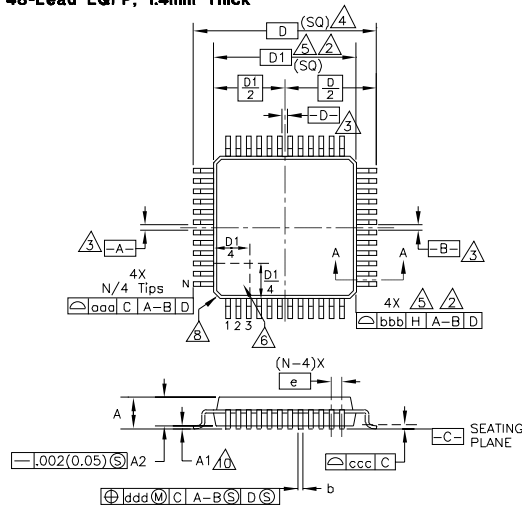 48-Lead LQFP, 1.4mm Thick
D (SQ) 4
D1 (SQ) 5 2
D1 2 D 2
-D- 3
3 -A- -B- 3
D1 4 A A
4X
N/4 Tips N D1 4
⌓ aaa C A-B D
4X 5 2
⌓ bbb H A-B D
8 1 2 3 6
(N-4)X
e
A
-C- SEATING PLANE
— .002(0.05) Ⓢ A2 A1 10 ⌓ ccc C
b
⌖ ddd Ⓜ C A-B Ⓢ D Ⓢ